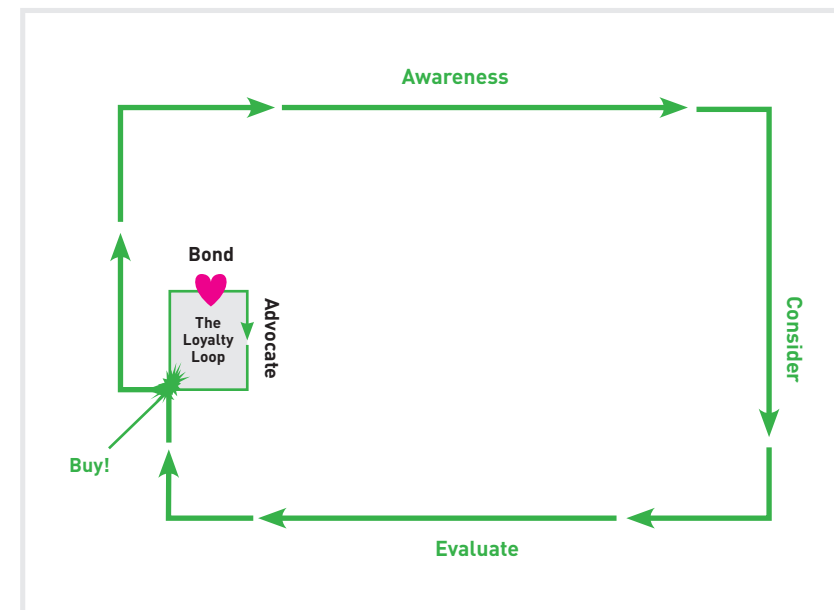 Awareness
Bond
The
Loyalty
Loop
Advocate
Consider
Buy!
Evaluate